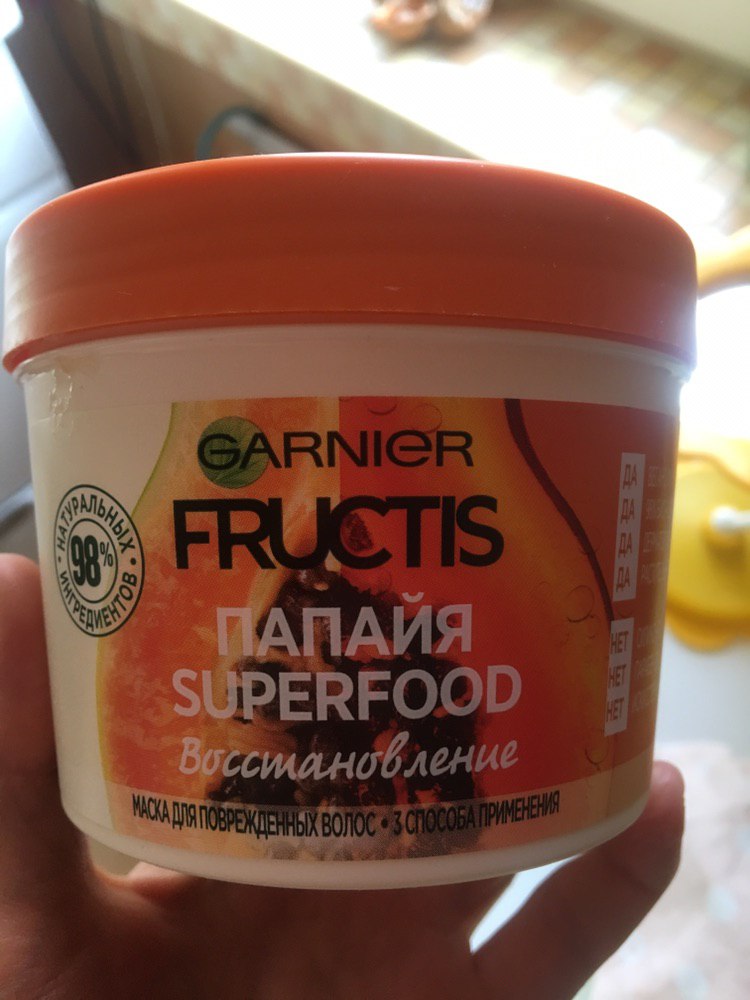 GARNIER
FRUCTIS
98%
НАТУРАЛЬНЫХ
ИНГРЕДИЕНТОВ
ПАПАЙЯ
SUPERFOOD
Восстановление
МАСКА ДЛЯ ПОВРЕЖДЕННЫХ ВОЛОС • 3 СПОСОБА ПРИМЕНЕНИЯ
ДА
ДА
ДА
ДА
НЕТ
НЕТ
НЕТ